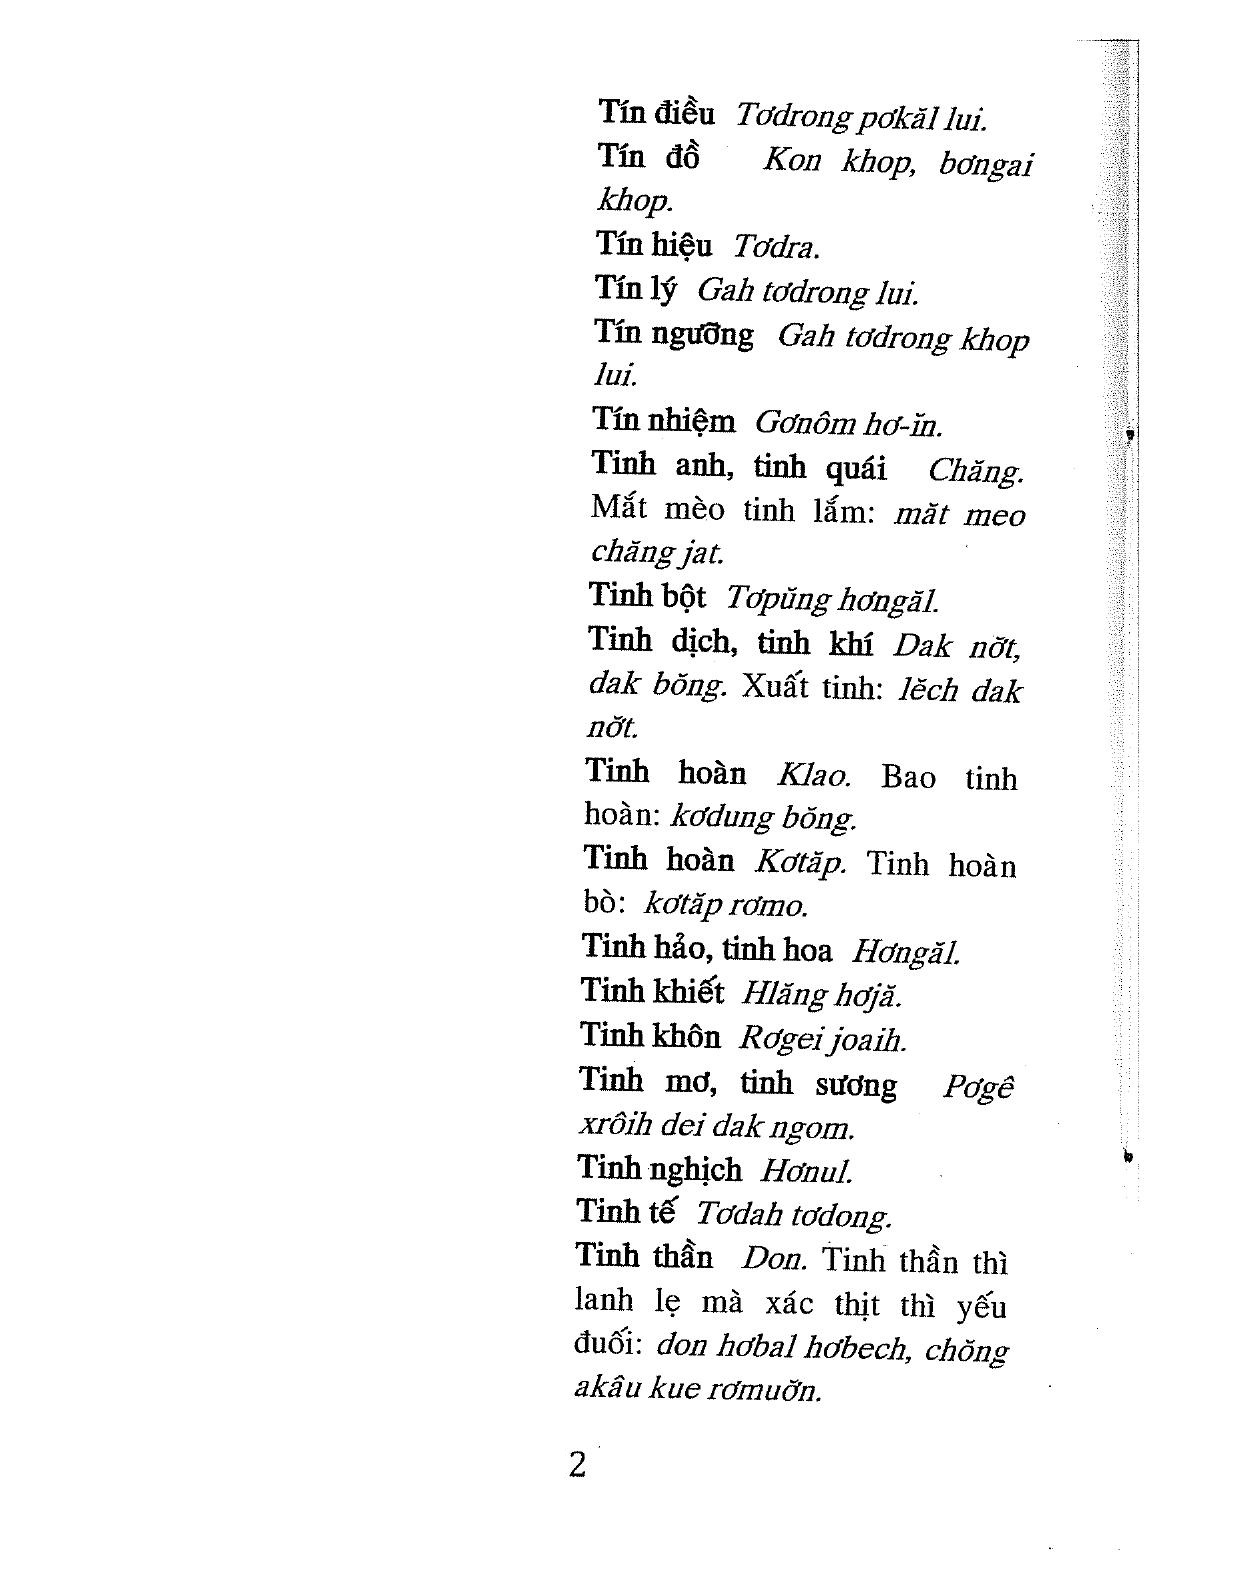 Tín điều Tơdrong pơkăl lui.
Tín đồ Kon khop, bơngai
khop.
Tín hiệu Tơdra.
Tín lý Gah tơdrong lui.
Tín ngưỡng Gah tơdrong khop
lui.
Tín nhiệm Gơnôm hơ-ĭn.
Tinh anh, tinh quái Chăng.
Mắt mèo tinh lắm: măt meo
chăng jat.
Tinh bột Tơpŭng hơngăl.
Tinh dịch, tinh khí Dak nơ̆t,
dak bŏng. Xuất tinh: lĕch dak
nơ̆t.
Tinh hoàn Klao. Bao tinh
hoàn: kơdung bŏng.
Tinh hoàn Kơtăp. Tinh hoàn
bò: kơtăp rơmo.
Tinh hảo, tinh hoa Hơngăl.
Tinh khiết Hlăng hơjă.
Tinh khôn Rơgei joaih.
Tinh mơ, tinh sương Pơgê
xrôih dei dak ngom.
Tinh nghịch Hơnul.
Tinh tế Tơdah tơdong.
Tinh thần Don. Tinh thần thì
lanh lẹ mà xác thịt thì yếu
đuối: don hơbal hơbech, chŏng
akâu kue rơmuơ̆n.
2